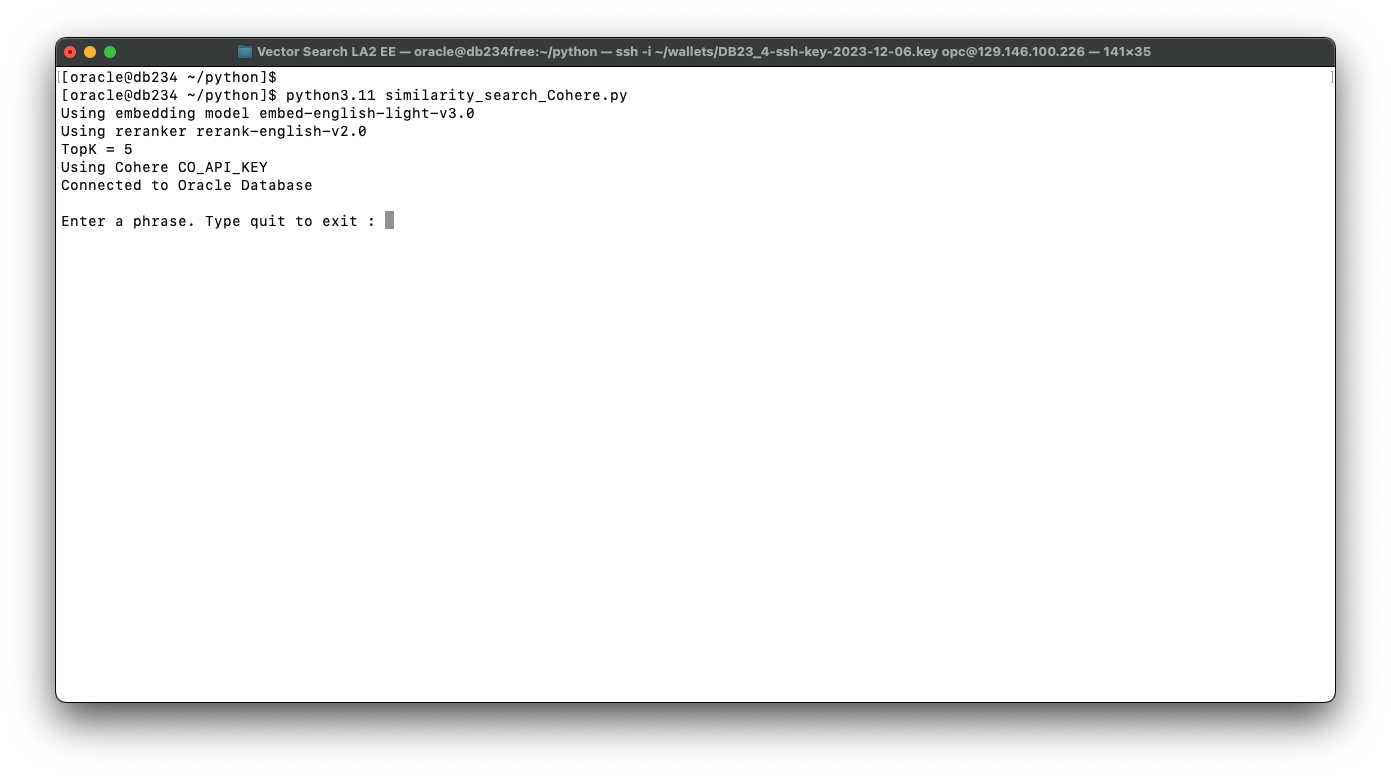 Vector Search LA2 EE — oracle@db234free:~/python — ssh -i ~/wallets/DB23_4-ssh-key-2023-12-06.key opc@129.146.100.226 — 141×35
[[oracle@db234 ~/python]$ ]
[oracle@db234 ~/python]$ python3.11 similarity_search_Cohere.py
Using embedding model embed-english-light-v3.0
Using reranker rerank-english-v2.0
TopK = 5
Using Cohere CO_API_KEY
Connected to Oracle Database
Enter a phrase. Type quit to exit :